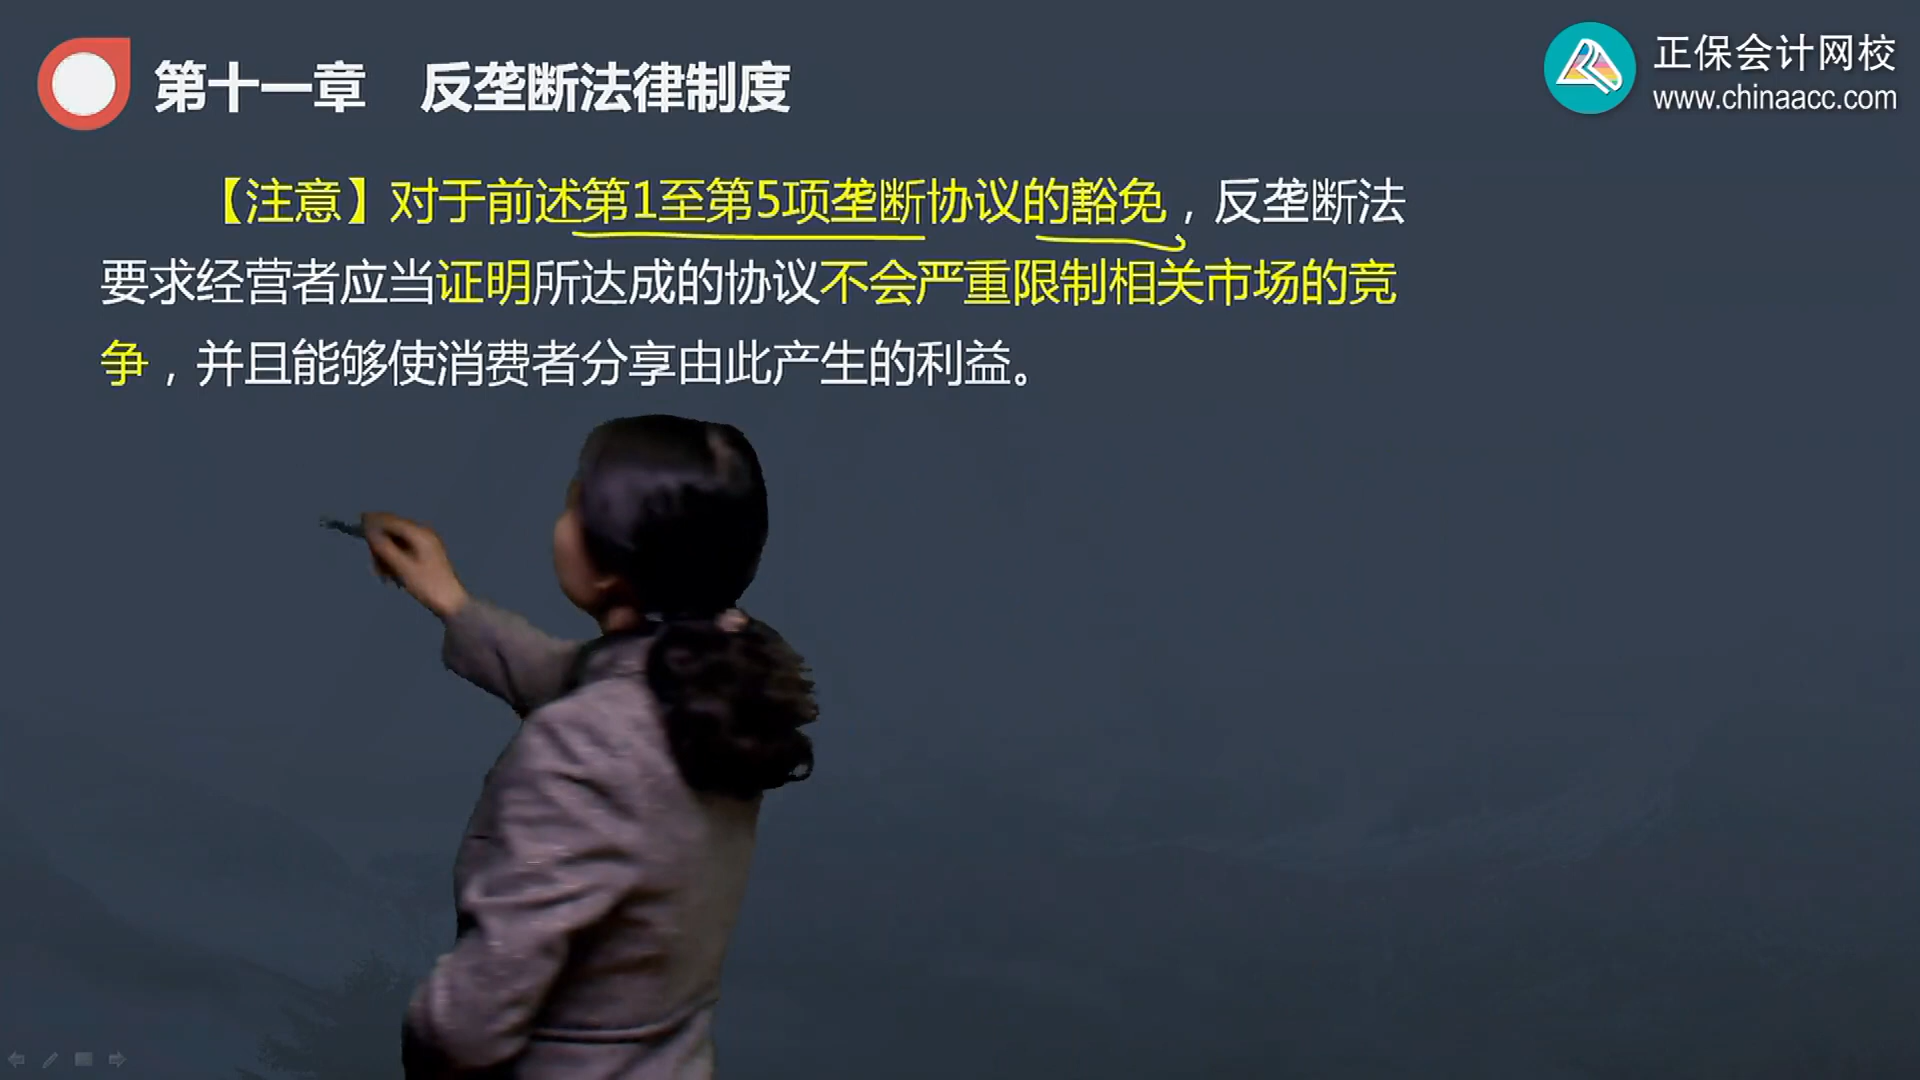 第十一章 反垄断法律制度
正保会计网校
www.chinaacc.com
【注意】对于前述第1至第5项垄断协议的豁免，反垄断法
要求经营者应当证明所达成的协议不会严重限制相关市场的竞
争，并且能够使消费者分享由此产生的利益。